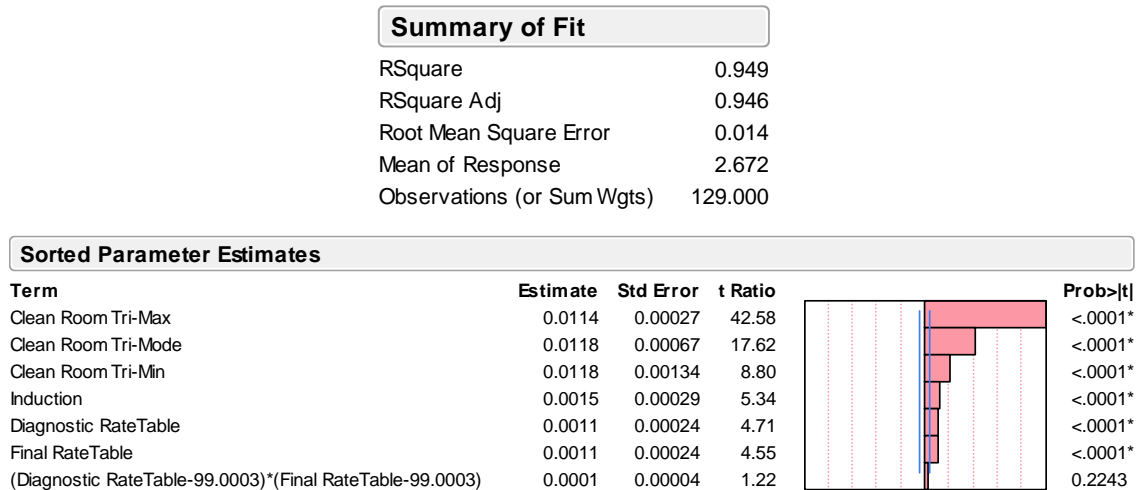 Summary of Fit
RSquare 0.949
RSquare Adj 0.946
Root Mean Square Error 0.014
Mean of Response 2.672
Observations (or Sum Wgts) 129.000
Sorted Parameter Estimates
Term Estimate Std Error t Ratio Prob>|t|
Clean Room Tri-Max 0.0114 0.00027 42.58 <.0001*
Clean Room Tri-Mode 0.0118 0.00067 17.62 <.0001*
Clean Room Tri-Min 0.0118 0.00134 8.80 <.0001*
Induction 0.0015 0.00029 5.34 <.0001*
Diagnostic RateTable 0.0011 0.00024 4.71 <.0001*
Final RateTable 0.0011 0.00024 4.55 <.0001*
(Diagnostic RateTable-99.0003)*(Final RateTable-99.0003) 0.0001 0.00004 1.22 0.2243